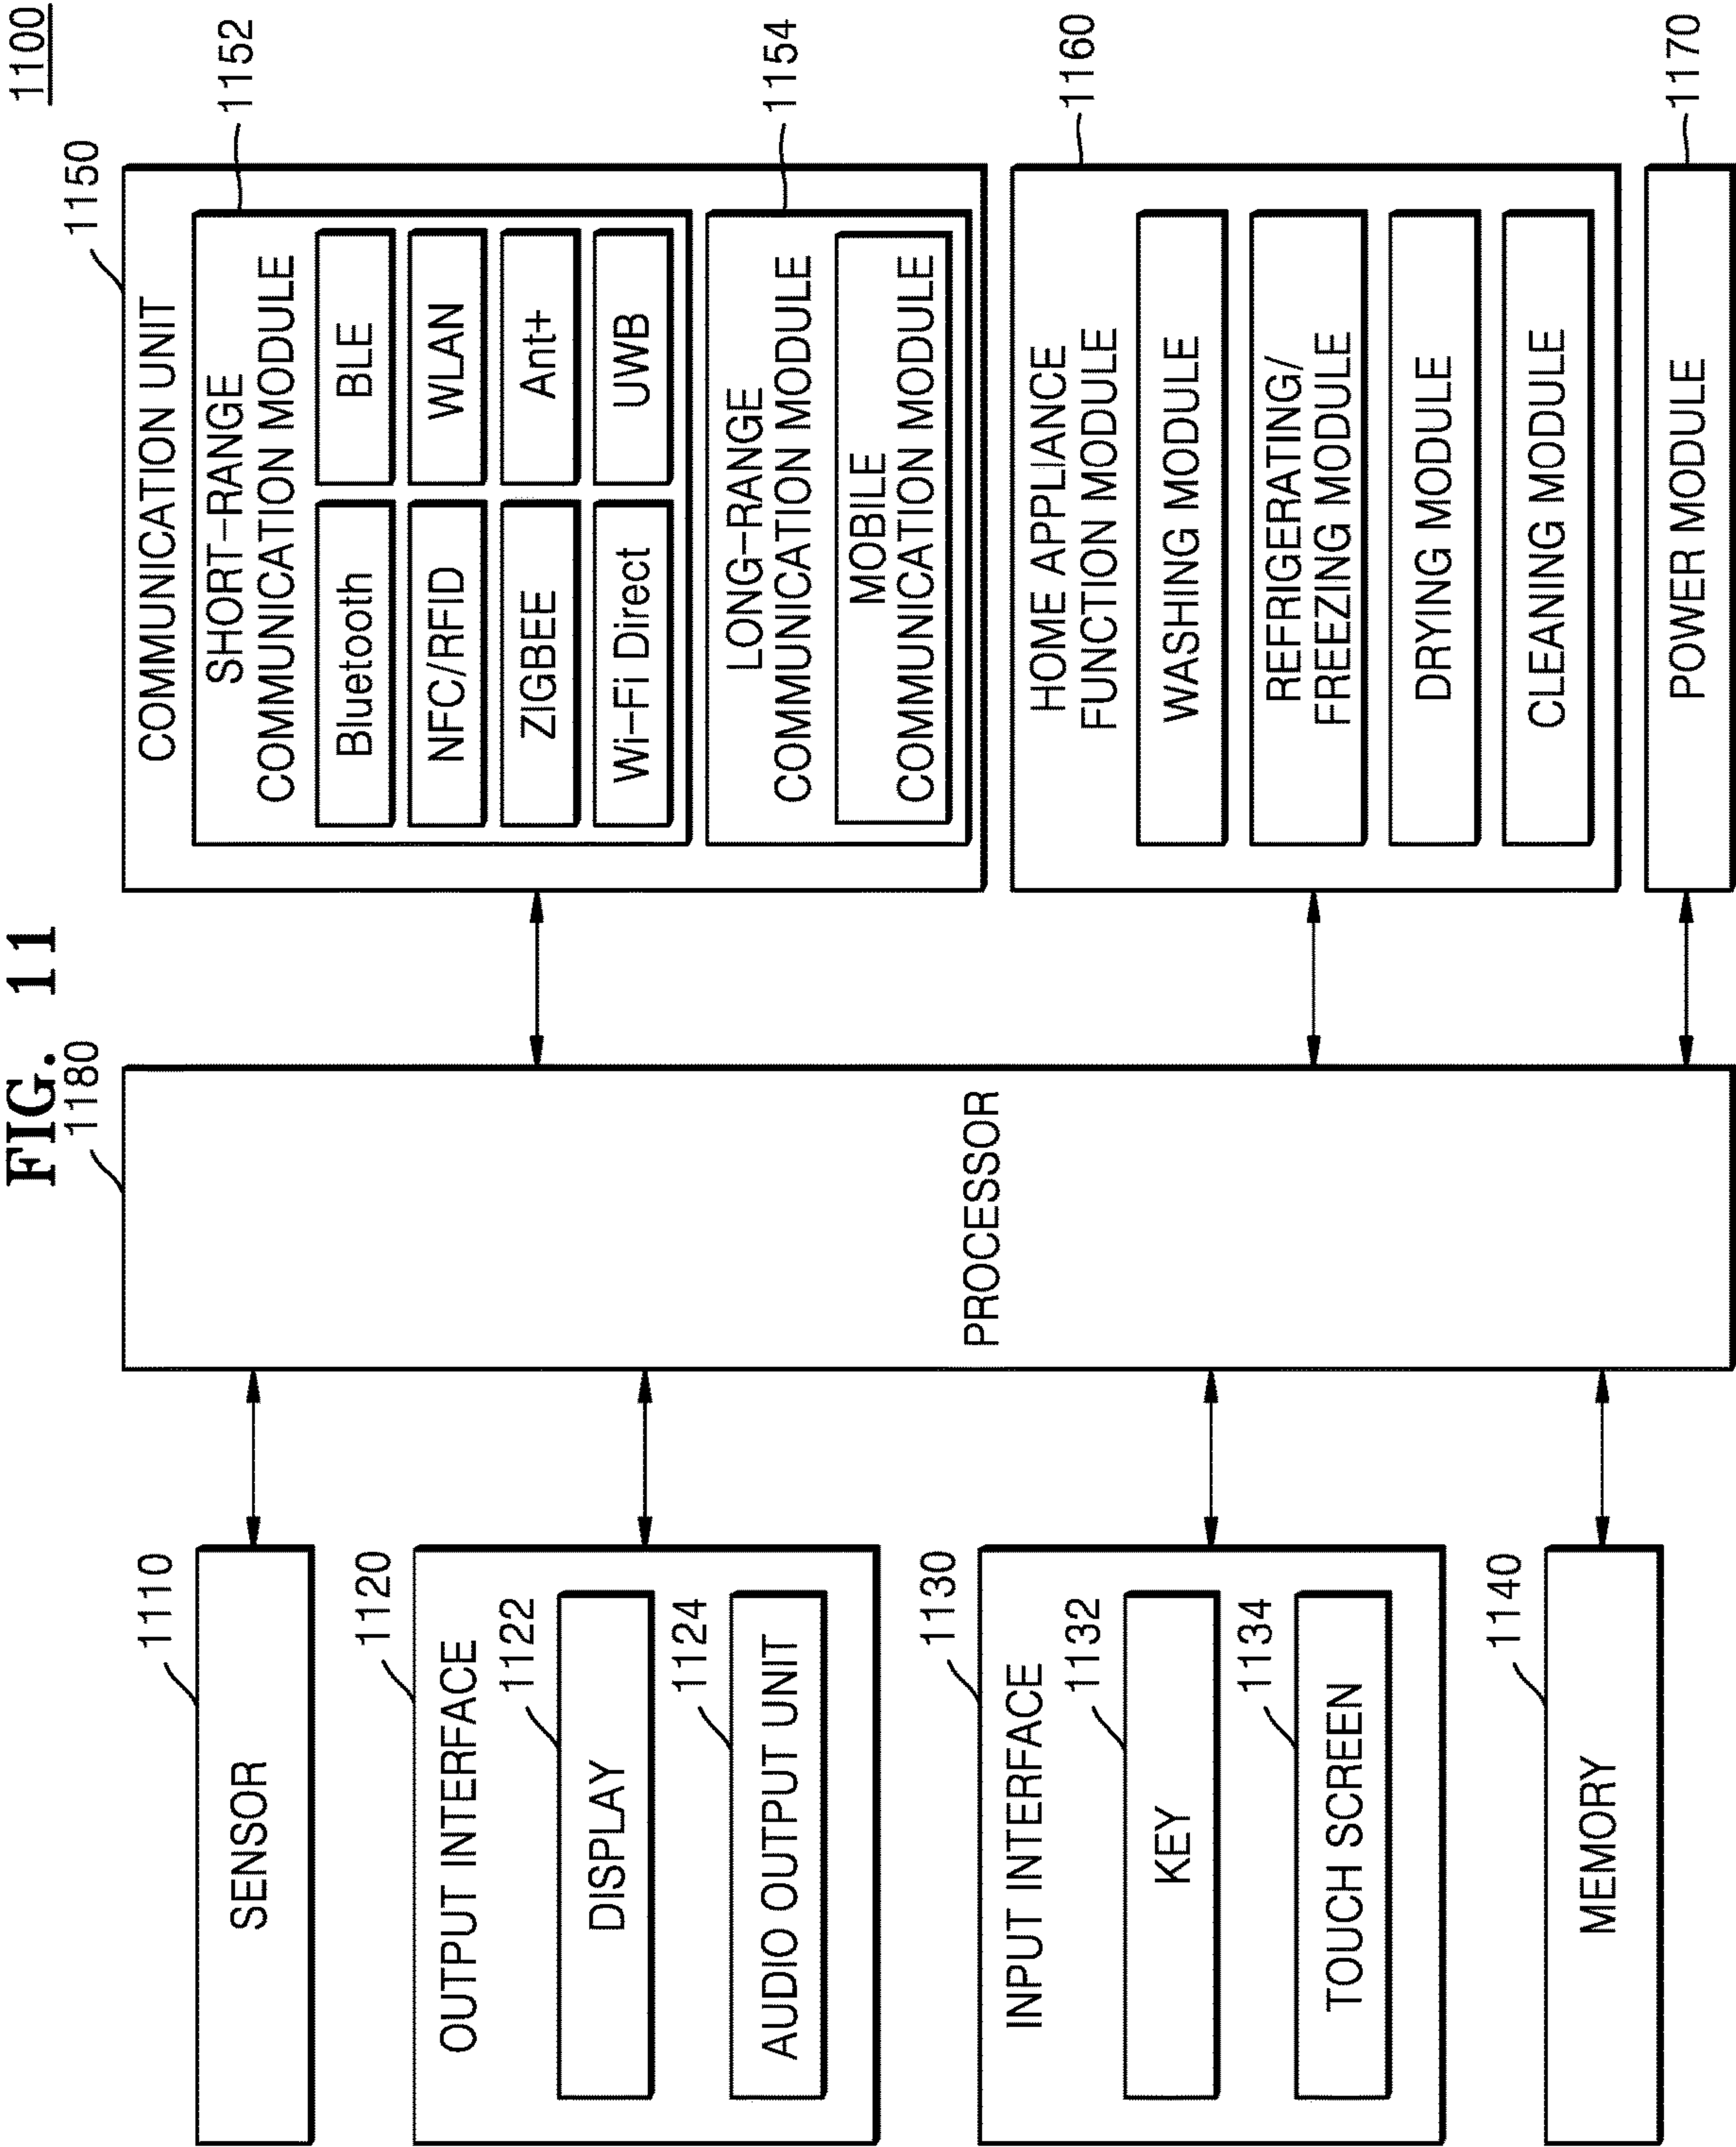 FIG. 11
1100
1110
SENSOR
1120
OUTPUT INTERFACE
1122
DISPLAY
1124
AUDIO OUTPUT UNIT
1130
INPUT INTERFACE
1132
KEY
1134
TOUCH SCREEN
1140
MEMORY
1180
PROCESSOR
1150
COMMUNICATION UNIT
1152
SHORT-RANGE
COMMUNICATION MODULE
Bluetooth
BLE
NFC/RFID
WLAN
ZIGBEE
Ant+
Wi-Fi Direct
UWB
1154
LONG-RANGE
COMMUNICATION MODULE
MOBILE
COMMUNICATION MODULE
1160
HOME APPLIANCE
FUNCTION MODULE
WASHING MODULE
REFRIGERATING/
FREEZING MODULE
DRYING MODULE
CLEANING MODULE
1170
POWER MODULE